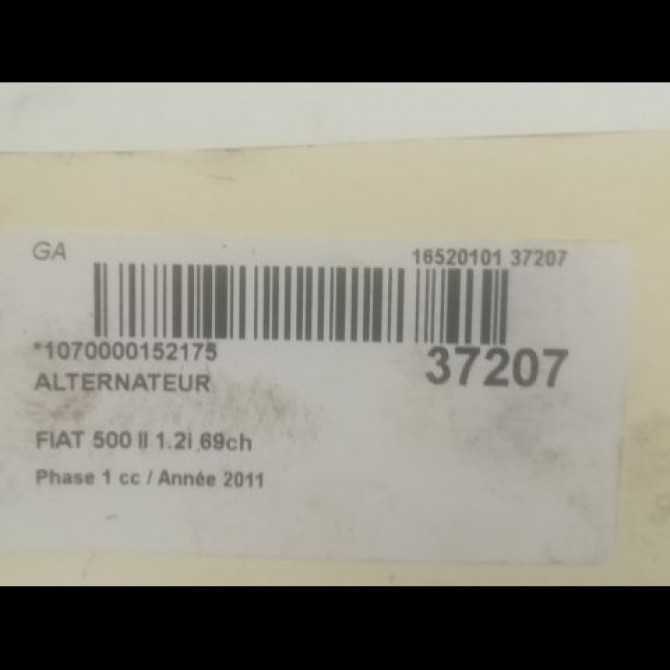 GA
16520101 37207
*1070000152175
37207
ALTERNATEUR
FIAT 500 II 1.2i 69ch
Phase 1 cc / Année 2011